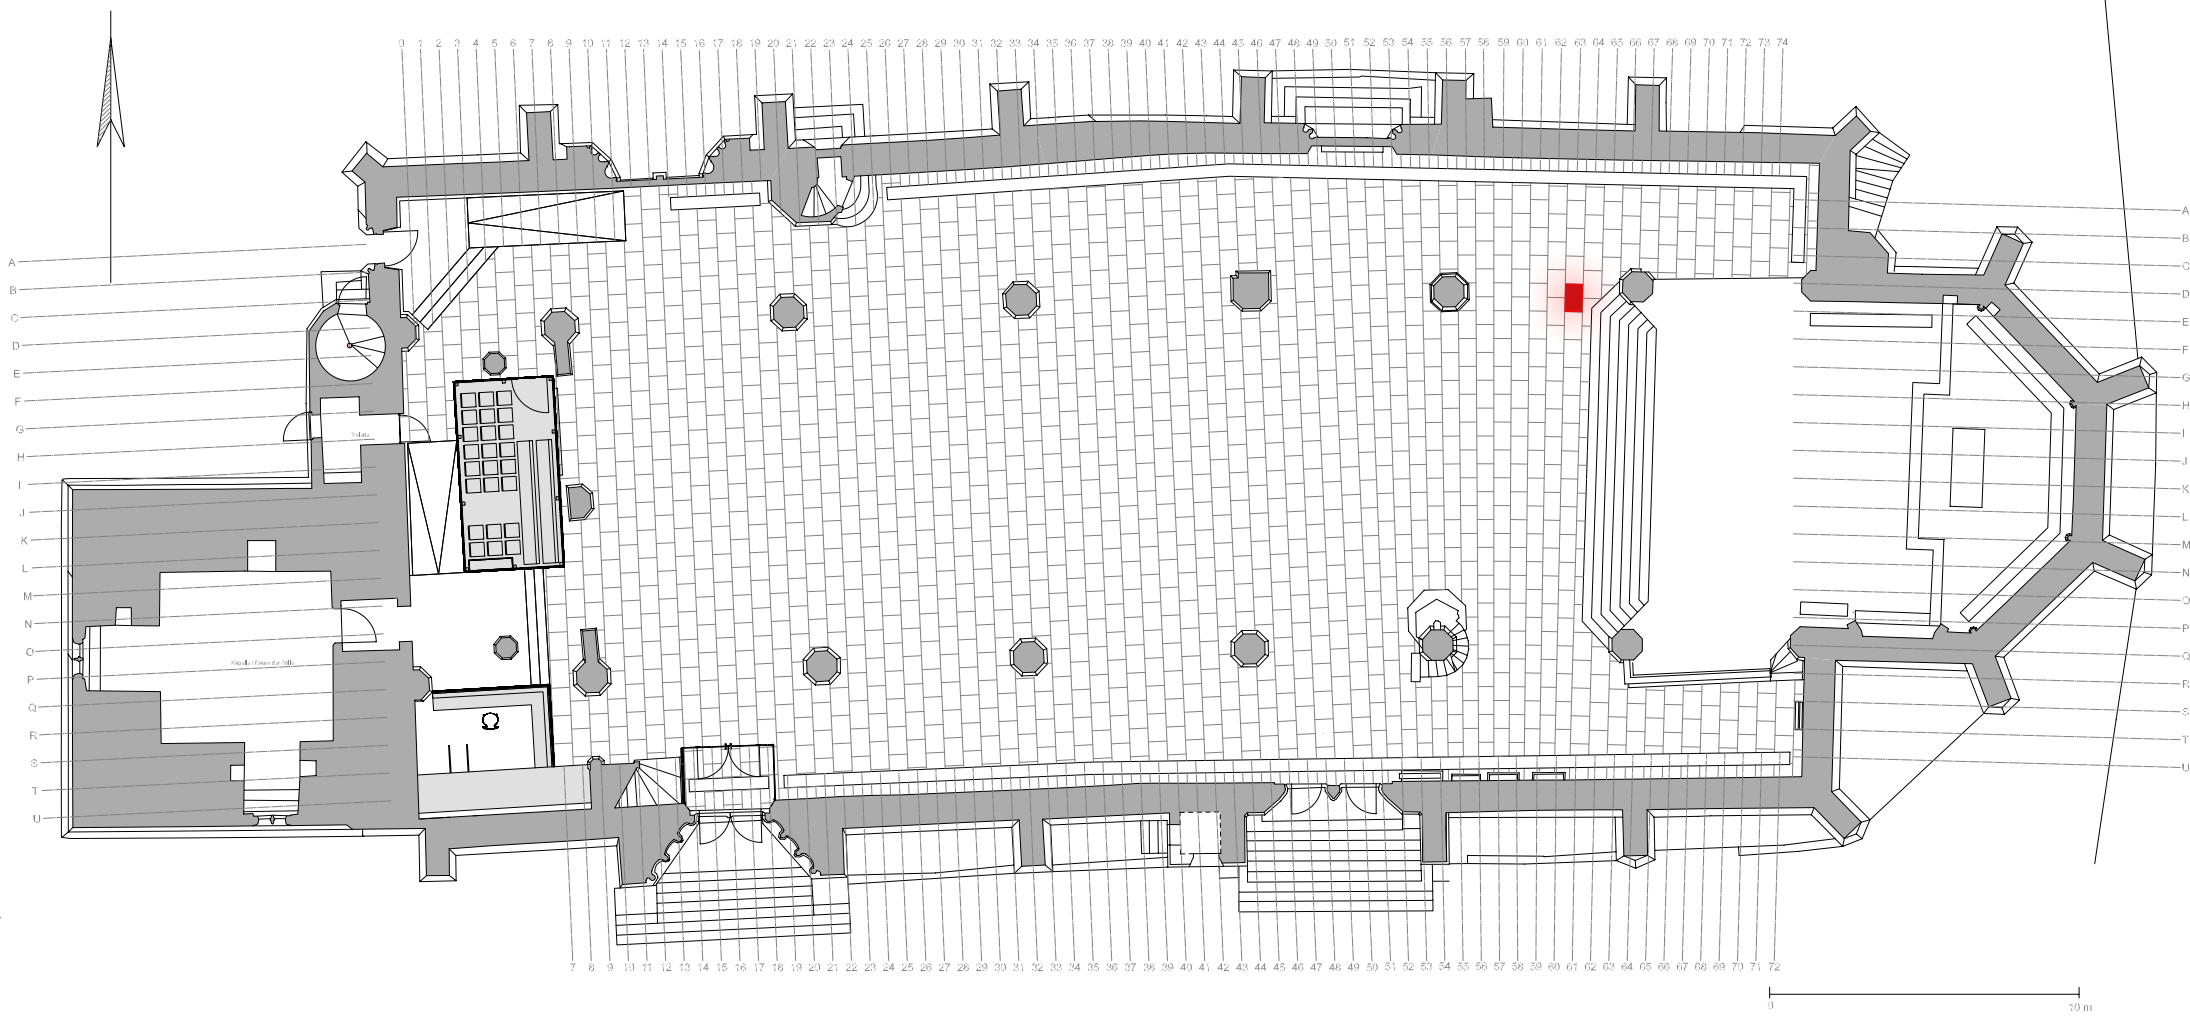 0 1 2 3 4 5 6 7 8 9 10 11 12 13 14 15 16 17 18 19 20 21 22 23 24 25 26 27 28 29 30 31 32 33 34 35 36 37 38 39 40 41 42 43 44 45 46 47 48 49 50 51 52 53 54 55 56 57 58 59 60 61 62 63 64 65 66 67 68 69 70 71 72 73 74
A
B
C
D
E
F
G
H
I
J
K
L
M
N
O
P
Q
R
S
T
U
A
B
C
D
E
F
G
H
I
J
K
L
M
N
O
P
Q
R
S
T
U
7 8 9 10 11 12 13 14 15 16 17 18 19 20 21 22 23 24 25 26 27 28 29 30 31 32 33 34 35 36 37 38 39 40 41 42 43 44 45 46 47 48 49 50 51 52 53 54 55 56 57 58 59 60 61 62 63 64 65 66 67 68 69 70 71 72
0 10 m